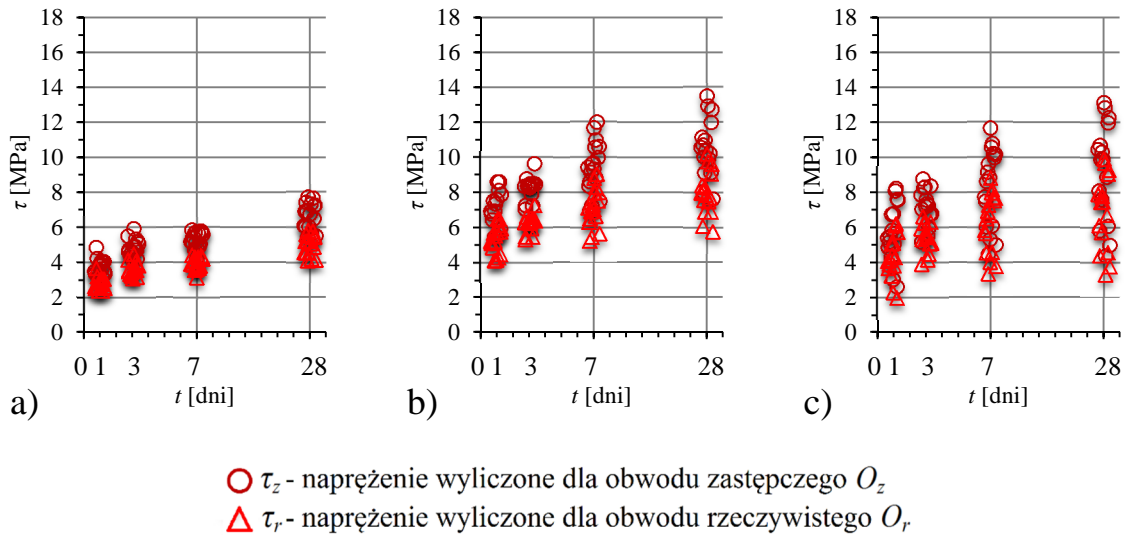 18 18 18
16 16 16
14 14 14
12 12 12
τ [MPa] 10 τ [MPa] 10 τ [MPa] 10
8 8 8
6 6 6
4 4 4
2 2 2
0 0 0
0 1 3 7 28 0 1 3 7 28 0 1 3 7 28
a) t [dni] b) t [dni] c) t [dni]
τz - naprężenie wyliczone dla obwodu zastępczego Oz
τr - naprężenie wyliczone dla obwodu rzeczywistego Or